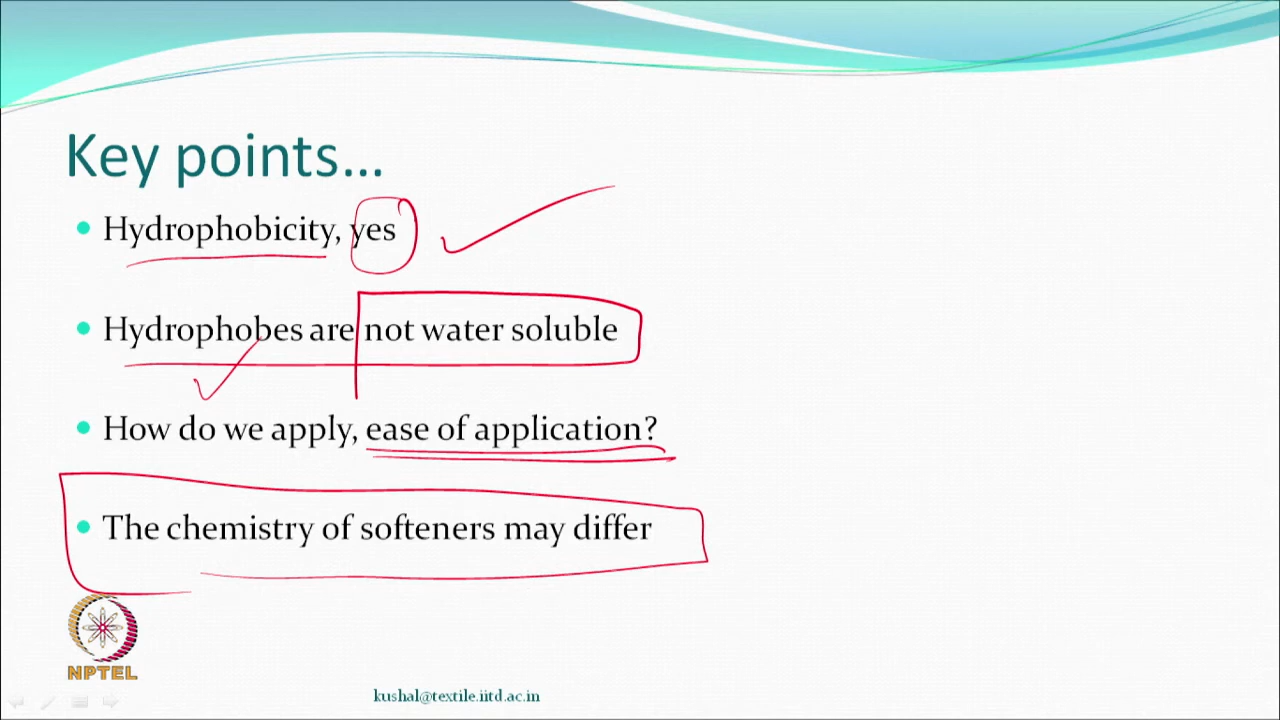 Key points...
Hydrophobicity, yes
Hydrophobes are not water soluble
How do we apply, ease of application?
The chemistry of softeners may differ
NPTEL
kushal@textile.iitd.ac.in